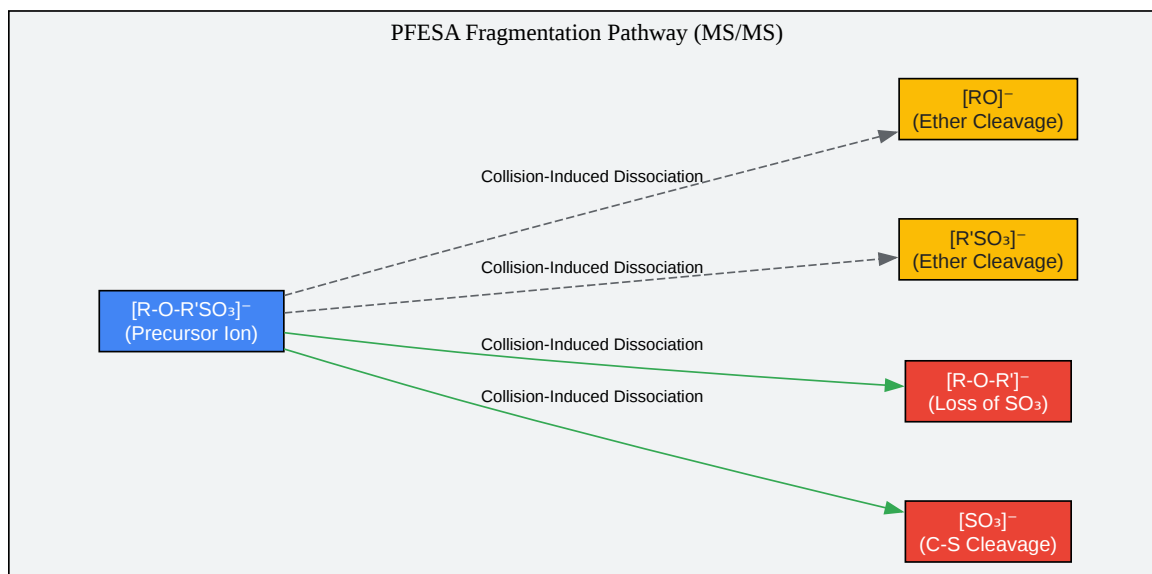 PFESA Fragmentation Pathway (MS/MS)
[RO]⁻
(Ether Cleavage)
Collision-Induced Dissociation
[R'SO₃]⁻
(Ether Cleavage)
Collision-Induced Dissociation
[R-O-R'SO₃]⁻
(Precursor Ion)
Collision-Induced Dissociation
[R-O-R']⁻
(Loss of SO₃)
Collision-Induced Dissociation
[SO₃]⁻
(C-S Cleavage)